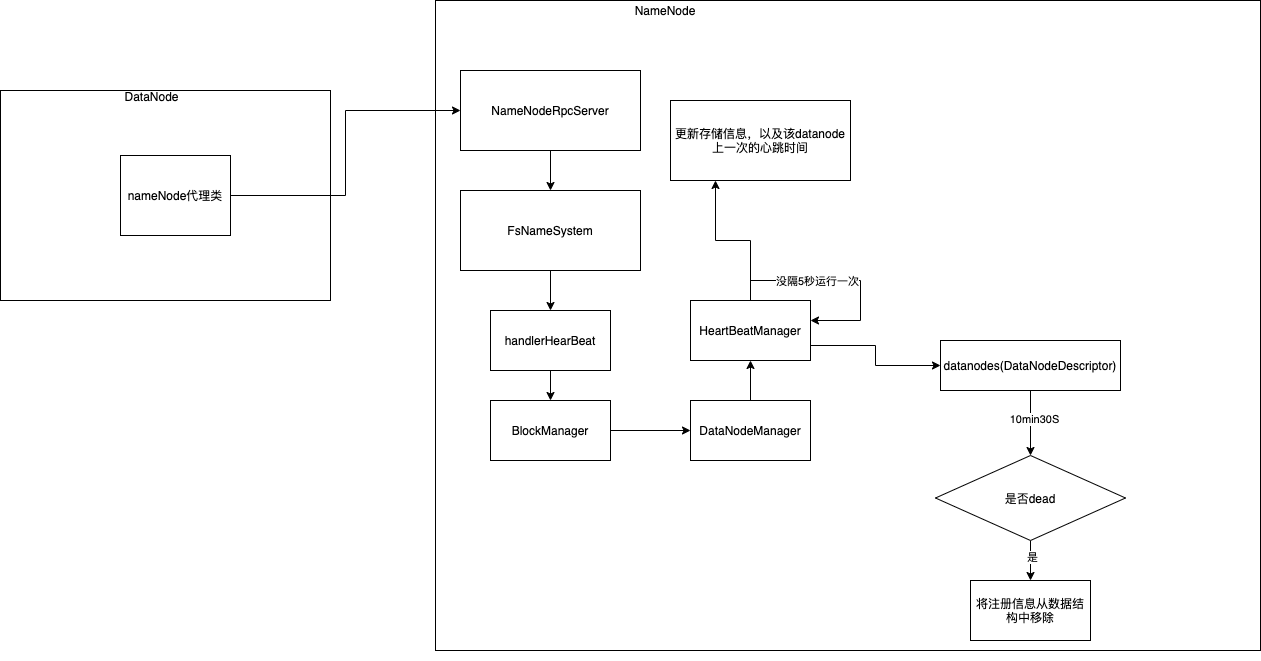 NameNode
DataNode
nameNode代理类
NameNodeRpcServer
更新存储信息，以及该datanode
上一次的心跳时间
FsNameSystem
没隔5秒运行一次
handlerHearBeat
HeartBeatManager
datanodes(DataNodeDescriptor)
BlockManager
DataNodeManager
10min30S
是否dead
是
将注册信息从数据结
构中移除